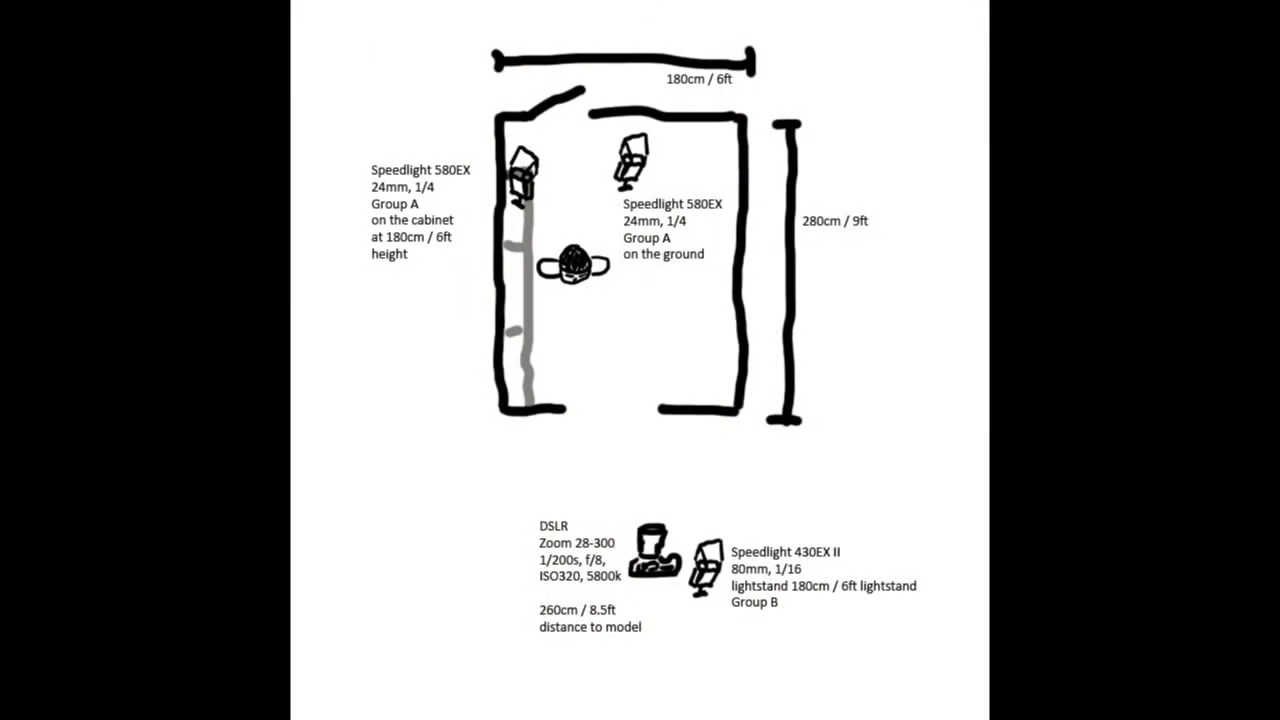 180cm / 6ft
Speedlight 580EX
24mm, 1/4
Group A
on the cabinet
at 180cm / 6ft
height
Speedlight 580EX
24mm, 1/4
Group A
on the ground
280cm / 9ft
DSLR
Zoom 28-300
1/200s, f/8,
ISO320, 5800k
260cm / 8.5ft
distance to model
Speedlight 430EX II
80mm, 1/16
lightstand 180cm / 6ft lightstand
Group B